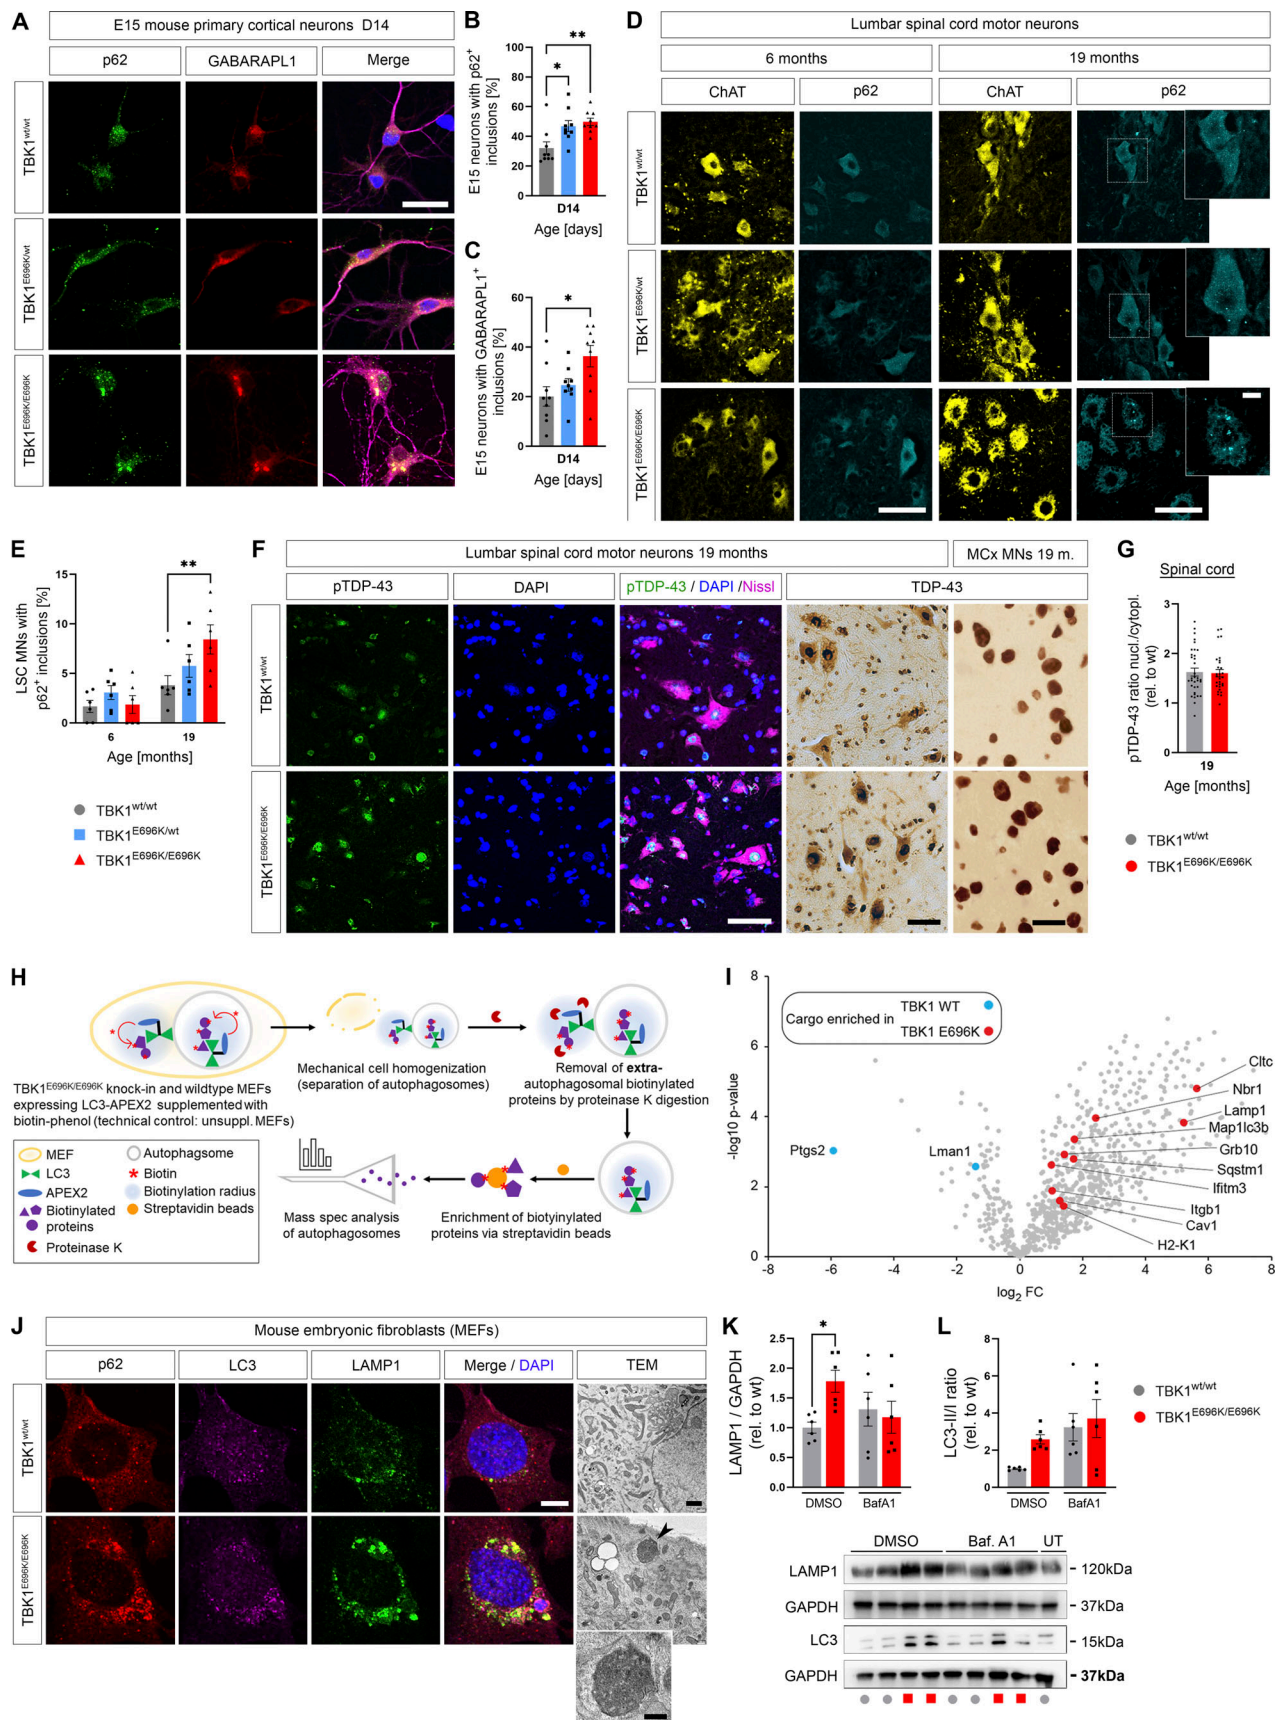 A
E15 mouse primary cortical neurons D14
p62
GABARAPL1
Merge
TBK1wt/wt
TBK1E696K/wt
TBK1E696K/E696K
B
E15 neurons with p62+
inclusions [%]
100
80
60
40
20
0
*
**
D14
Age [days]
C
E15 neurons with GABARAPL1+
inclusions [%]
60
40
20
0
*
D14
Age [days]
D
Lumbar spinal cord motor neurons
6 months
19 months
ChAT
p62
ChAT
p62
TBK1wt/wt
TBK1E696K/wt
TBK1E696K/E696K
E
LSC MNs with
p62+ inclusions [%]
15
10
5
0
**
6
19
Age [months]
TBK1wt/wt
TBK1E696K/wt
TBK1E696K/E696K
F
Lumbar spinal cord motor neurons 19 months
MCx MNs 19 m.
pTDP-43
DAPI
pTDP-43 / DAPI /Nissl
TDP-43
TBK1wt/wt
TBK1E696K/E696K
G
Spinal cord
pTDP-43 ratio nucl./cytopl.
(rel. to wt)
3
2
1
0
19
Age [months]
TBK1wt/wt
TBK1E696K/E696K
H
TBK1E696K/E696K knock-in and wildtype MEFs
expressing LC3-APEX2 supplemented with
biotin-phenol (technical control: unsuppl. MEFs)
Mechanical cell homogenization
(separation of autophagosomes)
Removal of extra-
autophagosomal biotinylated
proteins by proteinase K digestion
MEF
LC3
APEX2
Biotinylated
proteins
Proteinase K
Autophagsome
Biotin
Biotinylation radius
Streptavidin beads
Mass spec analysis
of autophagosomes
Enrichment of biotyinylated
proteins via streptavidin beads
I
-log10 p-value
8
6
4
2
0
Cargo enriched in
TBK1 WT
TBK1 E696K
Ptgs2
Lman1
Cltc
Nbr1
Lamp1
Map1lc3b
Grb10
Sqstm1
Ifitm3
Itgb1
Cav1
H2-K1
-8 -6 -4 -2 0 2 4 6 8
log2 FC
J
Mouse embryonic fibroblasts (MEFs)
p62
LC3
LAMP1
Merge / DAPI
TEM
TBK1wt/wt
TBK1E696K/E696K
K
LAMP1 / GAPDH
(rel. to wt)
2.5
2.0
1.5
1.0
0.5
0.0
*
DMSO
BafA1
L
LC3-II/I ratio
(rel. to wt)
8
6
4
2
0
DMSO
BafA1
TBK1wt/wt
TBK1E696K/E696K
DMSO
Baf. A1
UT
LAMP1
- 120kDa
GAPDH
- 37kDa
LC3
- 15kDa
GAPDH
- 37kDa